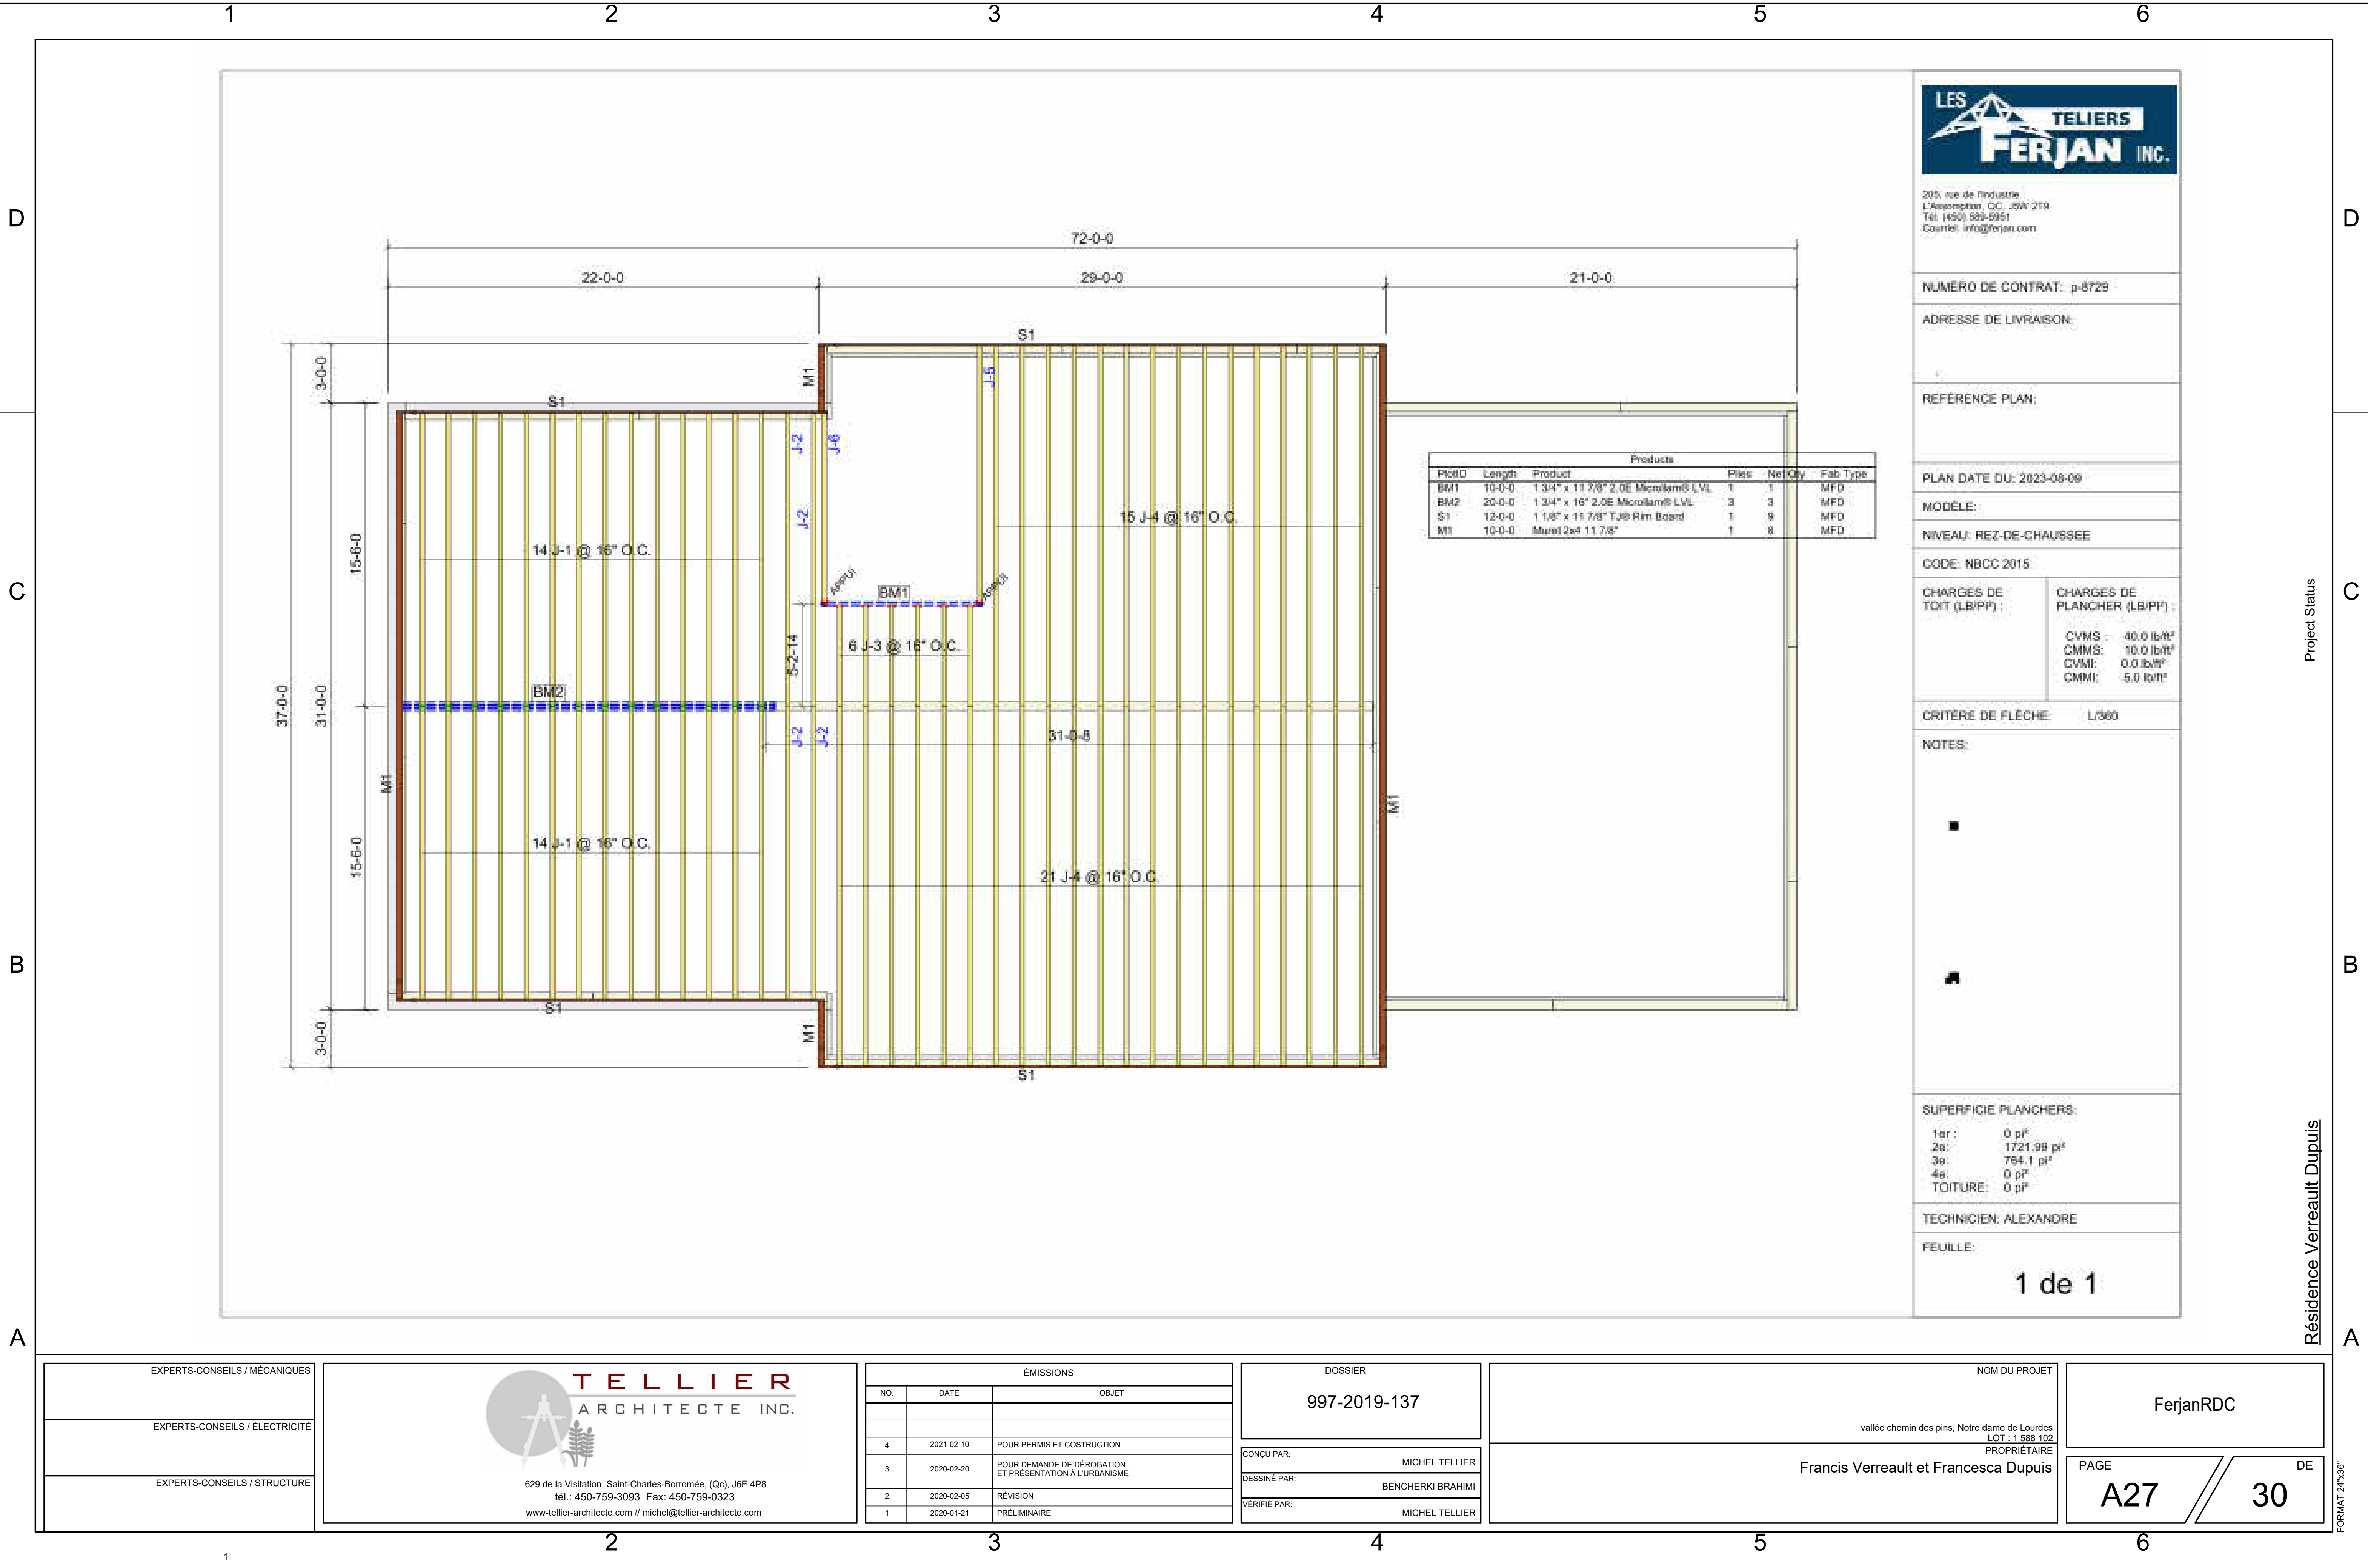 1 2 3 4 5 6
D D
C C
B B
A A
72-0-0
22-0-0 29-0-0 21-0-0
S1
M1
J-5
3-0-0
S1
J-2
J-6
J-2
15 J-4 @ 16" O.C.
14 J-1 @ 16" O.C.
15-6-0
APPUI
BM1
APPUI
5-2-14
6 J-3 @ 16" O.C.
BM2
37-0-0
31-0-0
J-2
J-2
31-0-8
M1
M1
14 J-1 @ 16" O.C.
15-6-0
21 J-4 @ 16" O.C.
S1
M1
3-0-0
S1
Products
PlotID Length Product Plies Net Qty Fab Type
BM1 10-0-0 1 3/4" x 11 7/8" 2.0E Microllam® LVL 1 1 MFD
BM2 20-0-0 1 3/4" x 16" 2.0E Microllam® LVL 3 3 MFD
S1 12-0-0 1 1/8" x 11 7/8" TJ® Rim Board 1 9 MFD
M1 10-0-0 Muret 2x4 11 7/8" 1 8 MFD
LES
TELIERS
FERJAN INC.
205, rue de l'Industrie
L'Assomption, QC, J5W 2T9
Tél: (450) 589-5951
Courriel: info@ferjan.com
NUMÉRO DE CONTRAT: p-8729
ADRESSE DE LIVRAISON:
REFÉRENCE PLAN:
PLAN DATE DU: 2023-08-09
MODÈLE:
NIVEAU: REZ-DE-CHAUSSEE
CODE: NBCC 2015
CHARGES DE
TOIT (LB/PI²) :
CHARGES DE
PLANCHER (LB/PI²) :
CVMS : 40.0 lb/ft²
CMMS: 10.0 lb/ft²
CVMI: 0.0 lb/ft²
CMMI: 5.0 lb/ft²
CRITÈRE DE FLÈCHE: L/360
NOTES:
SUPERFICIE PLANCHERS:
1er : 0 pi²
2e: 1721.99 pi²
3e: 764.1 pi²
4e: 0 pi²
TOITURE: 0 pi²
TECHNICIEN: ALEXANDRE
FEUILLE:
1 de 1
Project Status
Résidence Verreault Dupuis
EXPERTS-CONSEILS / MÉCANIQUES
EXPERTS-CONSEILS / ÉLECTRICITÉ
EXPERTS-CONSEILS / STRUCTURE
TELLIER
ARCHITECTE INC.
629 de la Visitation, Saint-Charles-Borromée, (Qc), J6E 4P8
tél.: 450-759-3093 Fax: 450-759-0323
www-tellier-architecte.com // michel@tellier-architecte.com
ÉMISSIONS
NO. DATE OBJET
4 2021-02-10 POUR PERMIS ET COSTRUCTION
3 2020-02-20 POUR DEMANDE DE DÉROGATION
ET PRÉSENTATION À L'URBANISME
2 2020-02-05 RÉVISION
1 2020-01-21 PRÉLIMINAIRE
DOSSIER
997-2019-137
CONÇU PAR:
MICHEL TELLIER
DESSINÉ PAR:
BENCHERKI BRAHIMI
VÉRIFIÉ PAR:
MICHEL TELLIER
NOM DU PROJET
vallée chemin des pins, Notre dame de Lourdes
LOT : 1 588 102
PROPRIÉTAIRE
Francis Verreault et Francesca Dupuis
FerjanRDC
PAGE DE
A27 30
FORMAT 24"x36"
1 2 3 4 5 6